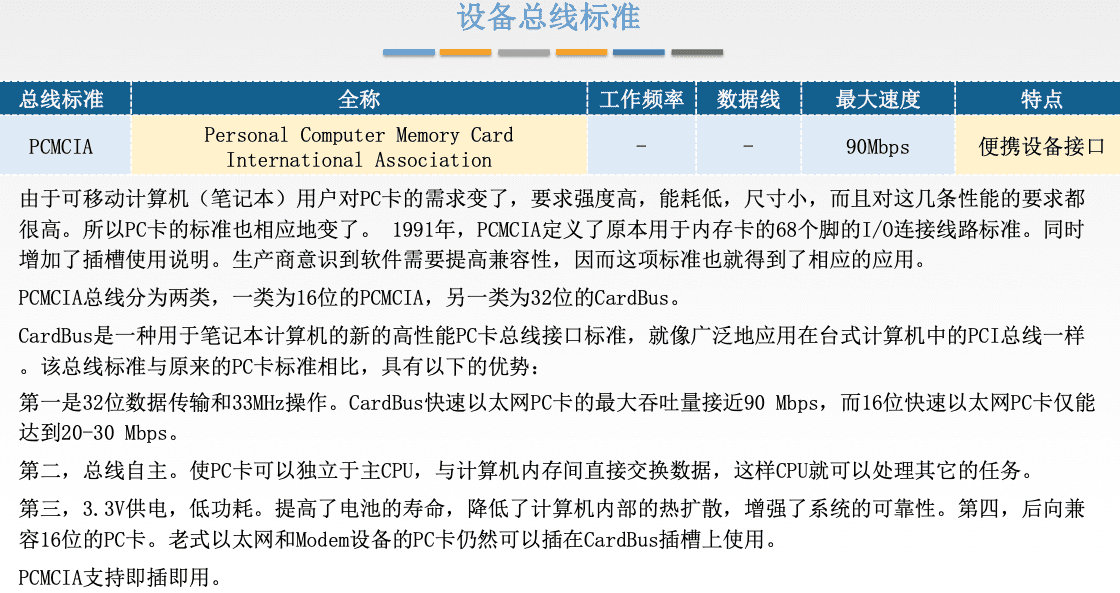 设备总线标准
总线标准 全称 工作频率 数据线 最大速度 特点
PCMCIA Personal Computer Memory Card International Association - - 90Mbps 便携设备接口
由于可移动计算机（笔记本）用户对PC卡的需求变了，要求强度高，能耗低，尺寸小，而且对这几条性能的要求都
很高。所以PC卡的标准也相应地变了。 1991年，PCMCIA定义了原本用于内存卡的68个脚的I/O连接线路标准。同时
增加了插槽使用说明。生产商意识到软件需要提高兼容性，因而这项标准也就得到了相应的应用。
PCMCIA总线分为两类，一类为16位的PCMCIA，另一类为32位的CardBus。
CardBus是一种用于笔记本计算机的新的高性能PC卡总线接口标准，就像广泛地应用在台式计算机中的PCI总线一样
。该总线标准与原来的PC卡标准相比，具有以下的优势：
第一是32位数据传输和33MHz操作。CardBus快速以太网PC卡的最大吞吐量接近90 Mbps，而16位快速以太网PC卡仅能
达到20-30 Mbps。
第二，总线自主。使PC卡可以独立于主CPU，与计算机内存间直接交换数据，这样CPU就可以处理其它的任务。
第三，3.3V供电，低功耗。提高了电池的寿命，降低了计算机内部的热扩散，增强了系统的可靠性。第四，后向兼
容16位的PC卡。老式以太网和Modem设备的PC卡仍然可以插在CardBus插槽上使用。
PCMCIA支持即插即用。